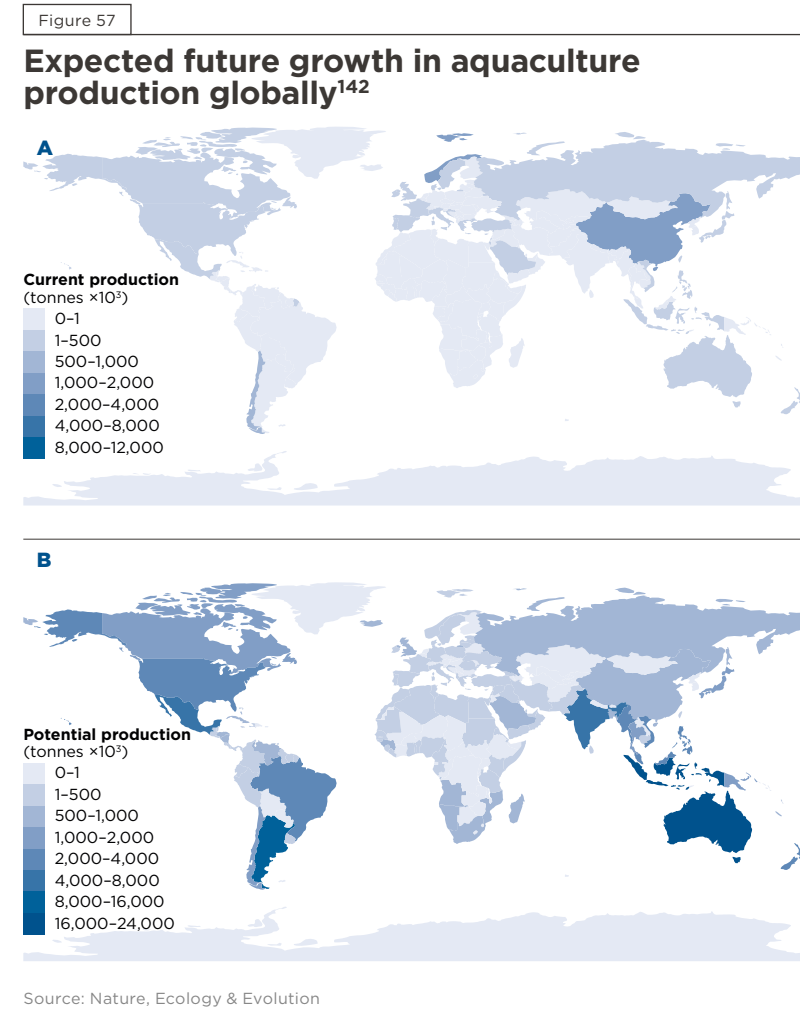 Figure 57
Expected future growth in aquaculture
production globally¹⁴²
A
Current production
(tonnes ×10³)
0–1
1–500
500–1,000
1,000–2,000
2,000–4,000
4,000–8,000
8,000–12,000
B
Potential production
(tonnes ×10³)
0–1
1–500
500–1,000
1,000–2,000
2,000–4,000
4,000–8,000
8,000–16,000
16,000–24,000
Source: Nature, Ecology & Evolution